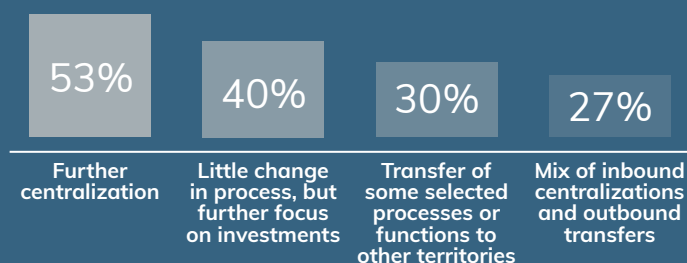 53%
40%
30%
27%
Further
centralization
Little change
in process, but
further focus
on investments
Transfer of
some selected
processes or
functions to
other territories
Mix of inbound
centralizations
and outbound
transfers